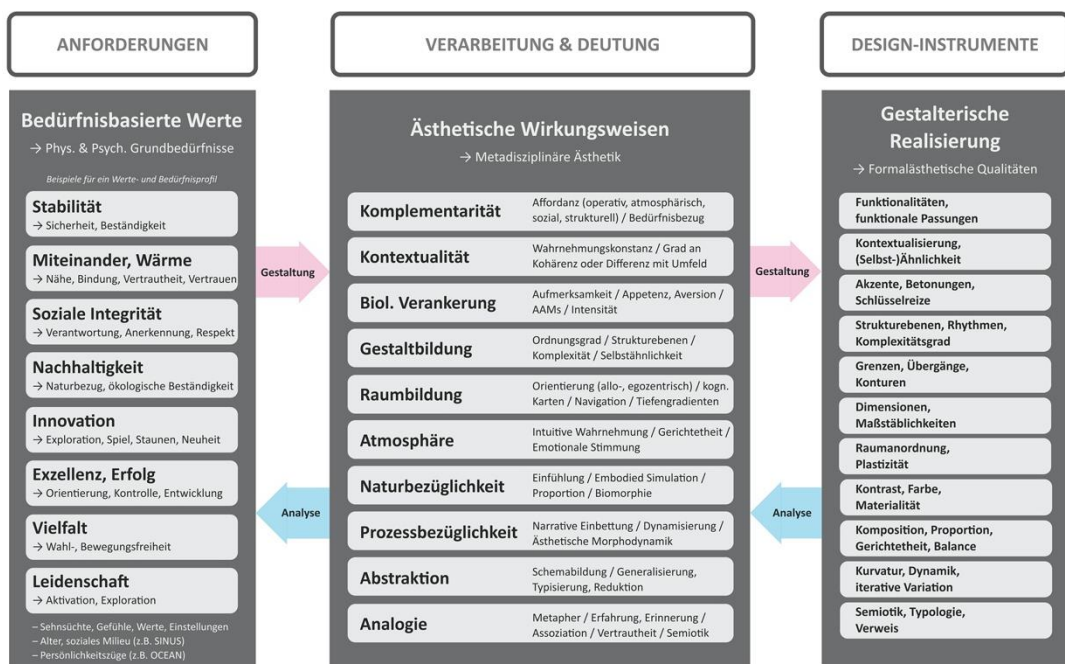 ANFORDERUNGEN
VERARBEITUNG & DEUTUNG
DESIGN-INSTRUMENTE
Bedürfnisbasierte Werte
→ Phys. & Psych. Grundbedürfnisse
Beispiele für ein Werte- und Bedürfnisprofil
Stabilität
→ Sicherheit, Beständigkeit
Miteinander, Wärme
→ Nähe, Bindung, Vertrautheit, Vertrauen
Soziale Integrität
→ Verantwortung, Anerkennung, Respekt
Nachhaltigkeit
→ Naturbezug, ökologische Beständigkeit
Innovation
→ Exploration, Spiel, Staunen, Neuheit
Exzellenz, Erfolg
→ Orientierung, Kontrolle, Entwicklung
Vielfalt
→ Wahl-, Bewegungsfreiheit
Leidenschaft
→ Aktivation, Exploration
– Sehnsüchte, Gefühle, Werte, Einstellungen
– Alter, soziales Milieu (z.B. SINUS)
– Persönlichkeitszüge (z.B. OCEAN)
Gestaltung
Analyse
Ästhetische Wirkungsweisen
→ Metadisziplinäre Ästhetik
Komplementarität
Affordanz (operativ, atmosphärisch,
sozial, strukturell) / Bedürfnisbezug
Kontextualität
Wahrnehmungskonstanz / Grad an
Kohärenz oder Differenz mit Umfeld
Biol. Verankerung
Aufmerksamkeit / Appetenz, Aversion /
AAMs / Intensität
Gestaltbildung
Ordnungsgrad / Strukturebenen /
Komplexität / Selbstähnlichkeit
Raumbildung
Orientierung (allo-, egozentrisch) / kogn.
Karten / Navigation / Tiefengradienten
Atmosphäre
Intuitive Wahrnehmung / Gerichtetheit /
Emotionale Stimmung
Naturbezüglichkeit
Einfühlung / Embodied Simulation /
Proportion / Biomorphie
Prozessbezüglichkeit
Narrative Einbettung / Dynamisierung /
Ästhetische Morphodynamik
Abstraktion
Schemabildung / Generalisierung,
Typisierung, Reduktion
Analogie
Metapher / Erfahrung, Erinnerung /
Assoziation / Vertrautheit / Semiotik
Gestaltung
Analyse
Gestalterische
Realisierung
→ Formalästhetische Qualitäten
Funktionalitäten,
funktionale Passungen
Kontextualisierung,
(Selbst-)Ähnlichkeit
Akzente, Betonungen,
Schlüsselreize
Strukturebenen, Rhythmen,
Komplexitätsgrad
Grenzen, Übergänge,
Konturen
Dimensionen,
Maßstäblichkeiten
Raumanordnung,
Plastizität
Kontrast, Farbe,
Materialität
Komposition, Proportion,
Gerichtetheit, Balance
Kurvatur, Dynamik,
iterative Variation
Semiotik, Typologie,
Verweis